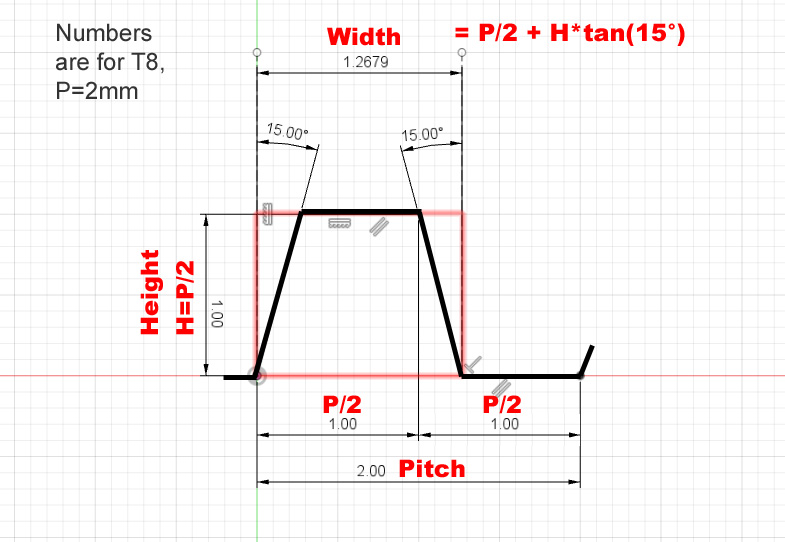 Numbers
are for T8,
P=2mm
Width = P/2 + H*tan(15°)
1.2679
15.00° 15.00°
Height
H=P/2
1.00
P/2 P/2
1.00 1.00
2.00 Pitch